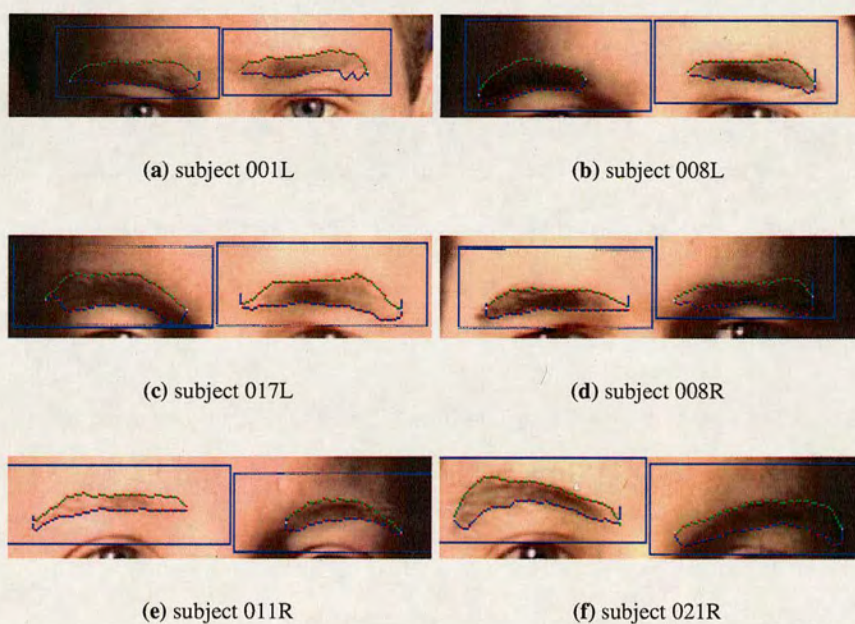 (a) subject 001L
(b) subject 008L
(c) subject 017L
(d) subject 008R
(e) subject 011R
(f) subject 021R